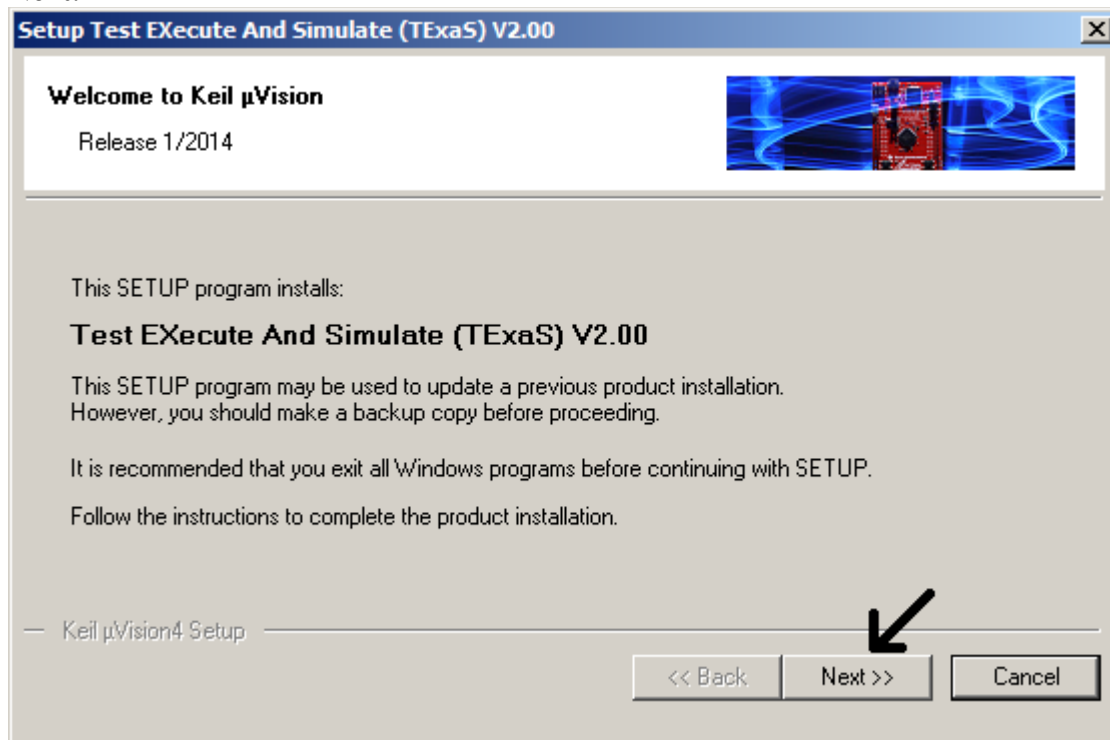 Setup Test EXecute And Simulate (TExaS) V2.00
Welcome to Keil µVision
Release 1/2014
This SETUP program installs:
Test EXecute And Simulate (TExaS) V2.00
This SETUP program may be used to update a previous product installation.
However, you should make a backup copy before proceeding.
It is recommended that you exit all Windows programs before continuing with SETUP.
Follow the instructions to complete the product installation.
Keil µVision4 Setup
<< Back Next >> Cancel